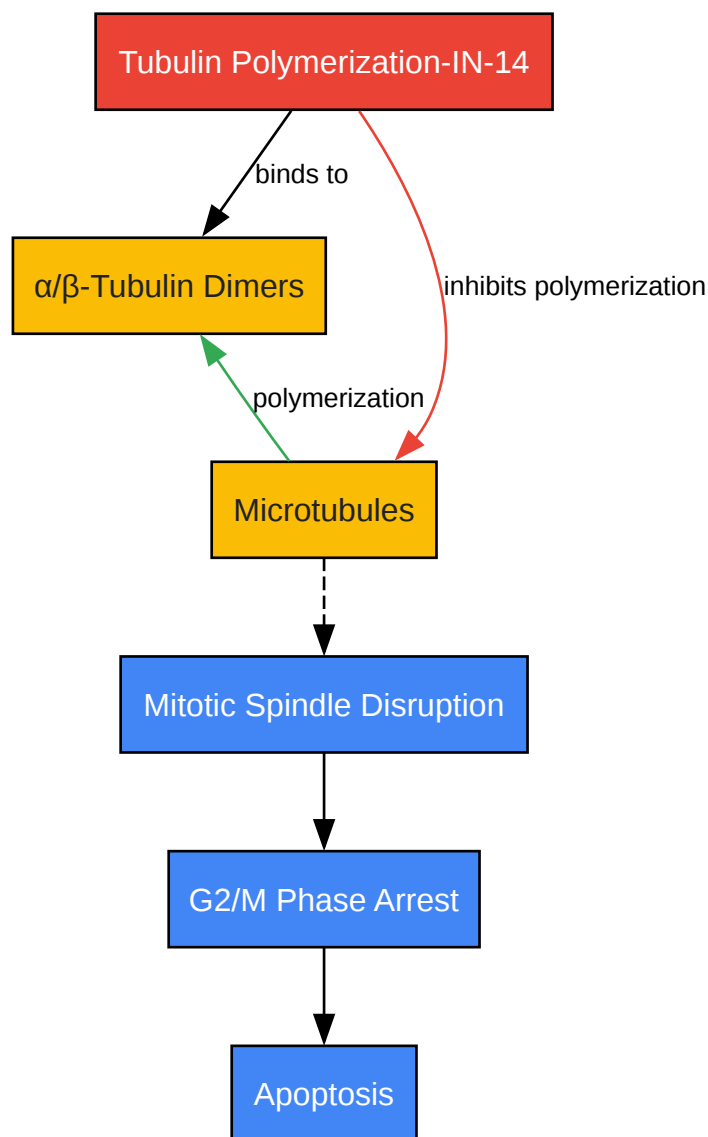 Tubulin Polymerization-IN-14
binds to
α/β-Tubulin Dimers
inhibits polymerization
polymerization
Microtubules
Mitotic Spindle Disruption
G2/M Phase Arrest
Apoptosis